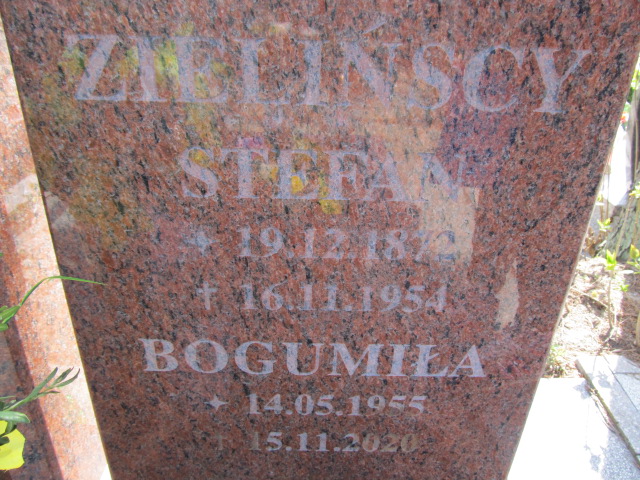 ZIELIŃSCY
STEFAN
19.12.1872
† 16.11.1954
BOGUMIŁA
14.05.1955
† 15.11.2020